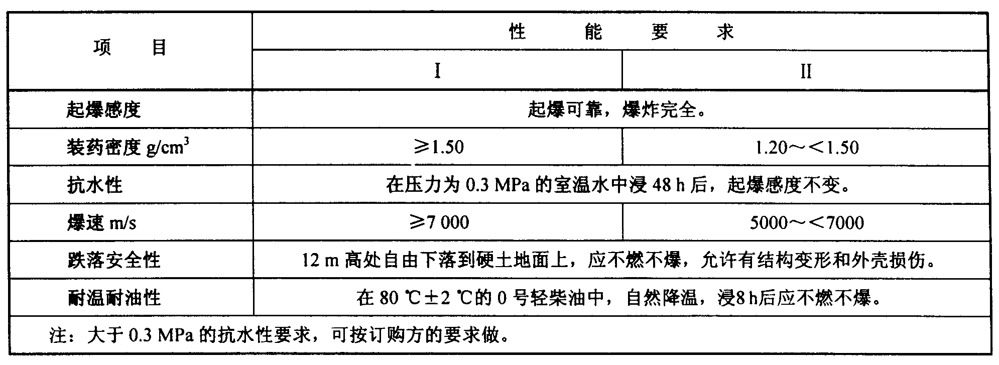 项 目
性 能 要 求
I
II
起爆感度
起爆可靠，爆炸完全。
装药密度 g/cm³
≥1.50
1.20～＜1.50
抗水性
在压力为 0.3 MPa 的室温水中浸 48 h 后，起爆感度不变。
爆速 m/s
≥7 000
5000～＜7000
跌落安全性
12 m 高处自由下落到硬土地面上，应不燃不爆，允许有结构变形和外壳损伤。
耐温耐油性
在 80 ℃±2 ℃的 0 号轻柴油中，自然降温，浸8 h后应不燃不爆。
注：大于 0.3 MPa 的抗水性要求，可按订购方的要求做。